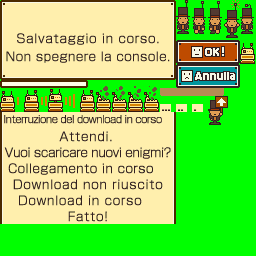 Salvataggio in corso.
Non spegnere la console.
OK!
Annulla
Interruzione del download in corso
Attendi.
Vuoi scaricare nuovi enigmi?
Collegamento in corso
Download non riuscito
Download in corso
Fatto!